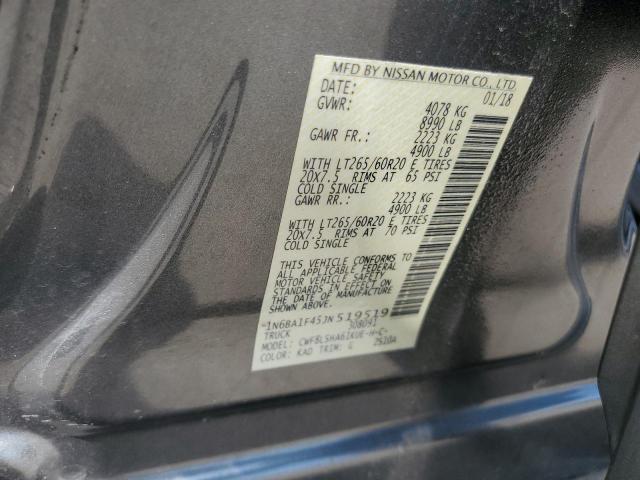 MFD BY NISSAN MOTOR CO., LTD
DATE: 01/18
GVWR: 4078 KG
8990 LB
GAWR FR.: 2223 KG
4900 LB
WITH LT265/60R20 E TIRES
20X7.5 RIMS AT 65 PSI
COLD SINGLE
GAWR RR.: 2223 KG
4900 LB
WITH LT265/60R20 E TIRES
20X7.5 RIMS AT 70 PSI
COLD SINGLE
THIS VEHICLE CONFORMS TO
ALL APPLICABLE FEDERAL
MOTOR VEHICLE SAFETY
STANDARDS IN EFFECT ON
THE DATE OF MANUFACTURE
SHOWN ABOVE.
1N6BA1F45JN519519
TRUCK 308091
MODEL: CWFBLSHA61KUE-H-C-
COLOR: KAD TRIM: G 2S10A